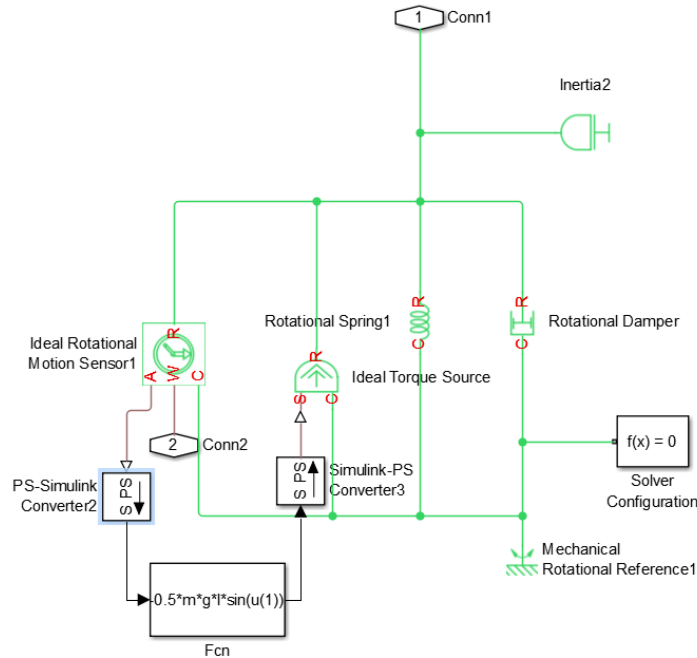 1
Conn1
Inertia2
Ideal Rotational
Motion Sensor1
R
A
W
C
Rotational Spring1
R
C
R
C
Rotational Damper
R
S
C
Ideal Torque Source
2
Conn2
PS-Simulink
Converter2
S PS
S PS
Simulink-PS
Converter3
f(x) = 0
Solver
Configuration
Mechanical
Rotational Reference1
-0.5*m*g*l*sin(u(1))
Fcn